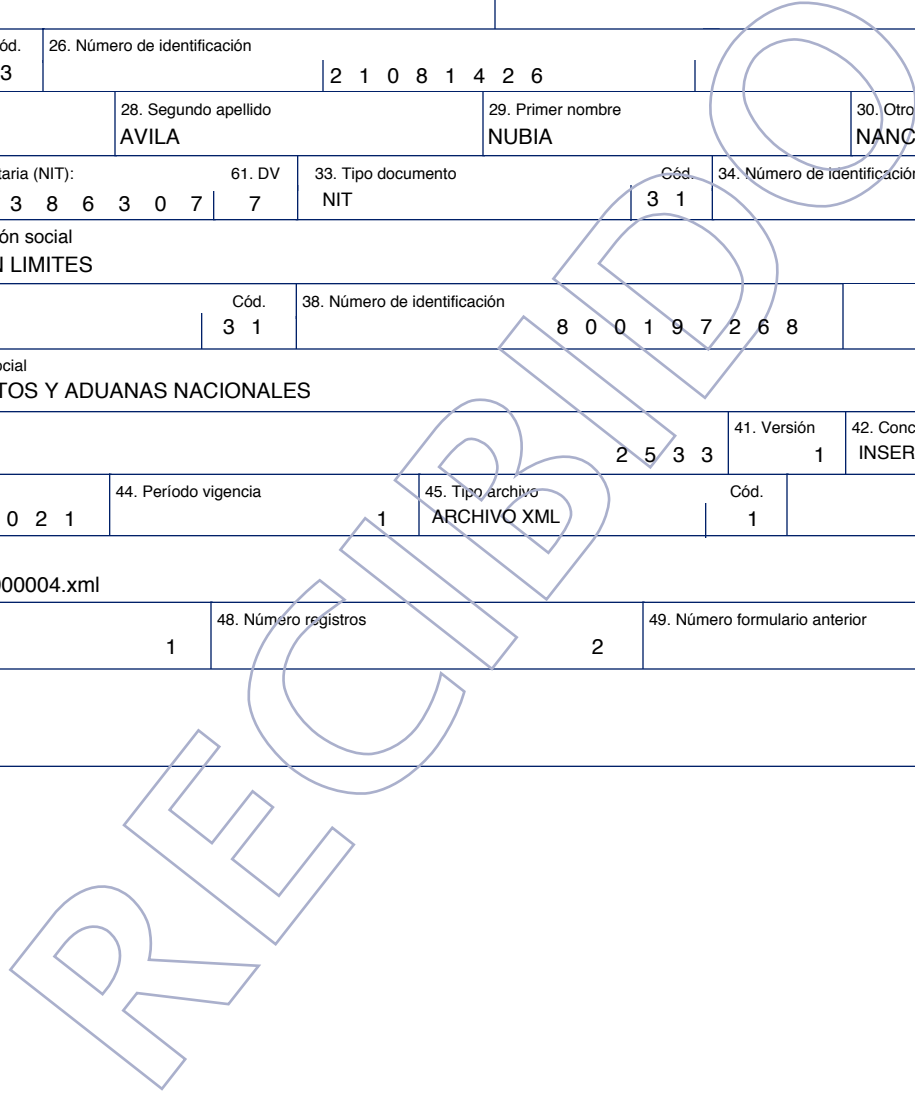 ód. 26. Número de identificación
3 2 1 0 8 1 4 2 6
28. Segundo apellido 29. Primer nombre 30. Otro
AVILA NUBIA NANC
taria (NIT): 61. DV 33. Tipo documento Cód. 34. Número de identificación
3 8 6 3 0 7 7 NIT 3 1
ón social
N LIMITES
Cód. 38. Número de identificación
3 1 8 0 0 1 9 7 2 6 8
ocial
TOS Y ADUANAS NACIONALES
41. Versión 42. Conc
2 5 3 3 1 INSER
44. Período vigencia 45. Tipo archivo Cód.
0 2 1 1 ARCHIVO XML 1
000004.xml
48. Número registros 49. Número formulario anterior
1 2
RECIBIDO